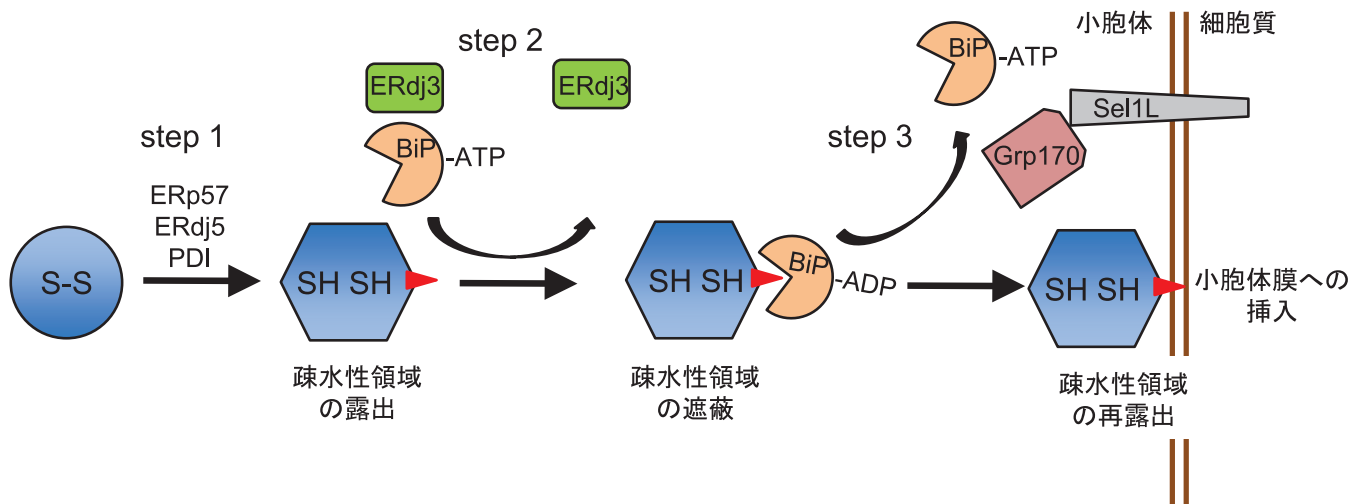 step 1
ERp57
ERdj5
PDI
S-S
step 2
ERdj3
BiP
-ATP
ERdj3
SH SH
疎水性領域
の露出
SH SH
BiP
-ADP
疎水性領域
の遮蔽
step 3
BiP
-ATP
小胞体
細胞質
Sel1L
Grp170
SH SH
小胞体膜への
挿入
疎水性領域
の再露出